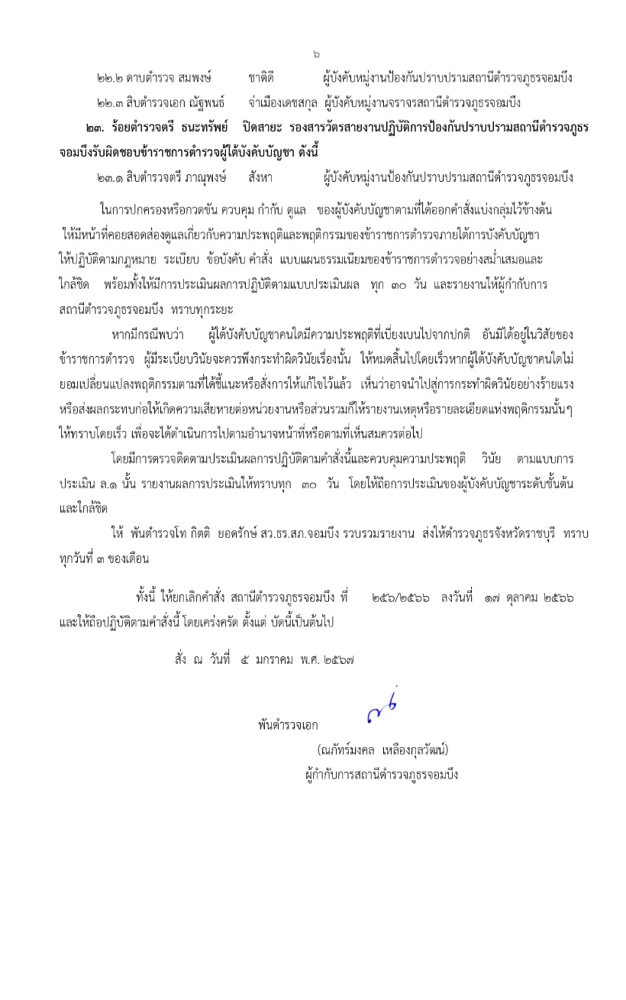 ๖
๒๒.๒ ดาบตำรวจ สมพงษ์ ชาติดี ผู้บังคับหมู่งานป้องกันปราบปรามสถานีตำรวจภูธรจอมบึง
๒๒.๓ สิบตำรวจเอก ณัฐพนธ์ จ่าเมืองเดชสกุล ผู้บังคับหมู่งานจราจรสถานีตำรวจภูธรจอมบึง
๒๓. ร้อยตำรวจตรี ธนะทรัพย์ ปิดสายะ รองสารวัตรสายงานปฏิบัติการป้องกันปราบปรามสถานีตำรวจภูธร
จอมบึงรับผิดชอบข้าราชการตำรวจผู้ใต้บังคับบัญชา ดังนี้
๒๓.๑ สิบตำรวจตรี ภาณุพงษ์ สังหา ผู้บังคับหมู่งานป้องกันปราบปรามสถานีตำรวจภูธรจอมบึง
ในการปกครองหรือกวดขัน ควบคุม กำกับ ดูแล ของผู้บังคับบัญชาตามที่ได้ออกคำสั่งแบ่งกลุ่มไว้ข้างต้น
ให้มีหน้าที่คอยสอดส่องดูแลเกี่ยวกับความประพฤติและพฤติกรรมของข้าราชการตำรวจภายใต้การบังคับบัญชา
ให้ปฏิบัติตามกฎหมาย ระเบียบ ข้อบังคับ คำสั่ง แบบแผนธรรมเนียมของข้าราชการตำรวจอย่างสม่ำเสมอและ
ใกล้ชิด พร้อมทั้งให้มีการประเมินผลการปฏิบัติตามแบบประเมินผล ทุก ๓๐ วัน และรายงานให้ผู้กำกับการ
สถานีตำรวจภูธรจอมบึง ทราบทุกระยะ
หากมีกรณีพบว่า ผู้ใต้บังคับบัญชาคนใดมีความประพฤติที่เบี่ยงเบนไปจากปกติ อันมิได้อยู่ในวิสัยของ
ข้าราชการตำรวจ ผู้มีระเบียบวินัยจะควรพึงกระทำผิดวินัยเรื่องนั้น ให้หมดสิ้นไปโดยเร็วหากผู้ใต้บังคับบัญชาคนใดไม่
ยอมเปลี่ยนแปลงพฤติกรรมตามที่ได้ชี้แนะหรือสั่งการให้แก้ไขไว้แล้ว เห็นว่าอาจนำไปสู่การกระทำผิดวินัยอย่างร้ายแรง
หรือส่งผลกระทบก่อให้เกิดความเสียหายต่อหน่วยงานหรือส่วนรวมก็ให้รายงานเหตุหรือรายละเอียดแห่งพฤติกรรมนั้นๆ
ให้ทราบโดยเร็ว เพื่อจะได้ดำเนินการไปตามอำนาจหน้าที่หรือตามที่เห็นสมควรต่อไป
โดยมีการตรวจติดตามประเมินผลการปฏิบัติตามคำสั่งนี้และควบคุมความประพฤติ วินัย ตามแบบการ
ประเมิน ล.๑ นั้น รายงานผลการประเมินให้ทราบทุก ๓๐ วัน โดยให้ถือการประเมินของผู้บังคับบัญชาระดับชั้นต้น
และใกล้ชิด
ให้ พันตำรวจโท กิตติ ยอดรักษ์ สว.ธร.สภ.จอมบึง รวบรวมรายงาน ส่งให้ตำรวจภูธรจังหวัดราชบุรี ทราบ
ทุกวันที่ ๓ ของเดือน
ทั้งนี้ ให้ยกเลิกคำสั่ง สถานีตำรวจภูธรจอมบึง ที่ ๒๕๖/๒๕๖๖ ลงวันที่ ๑๗ ตุลาคม ๒๕๖๖
และให้ถือปฏิบัติตามคำสั่งนี้ โดยเคร่งครัด ตั้งแต่ บัดนี้เป็นต้นไป
สั่ง ณ วันที่ ๕ มกราคม พ.ศ. ๒๕๖๗
พันตำรวจเอก
(ณภัทร์มงคล เหลืองกุลวัฒน์)
ผู้กำกับการสถานีตำรวจภูธรจอมบึง